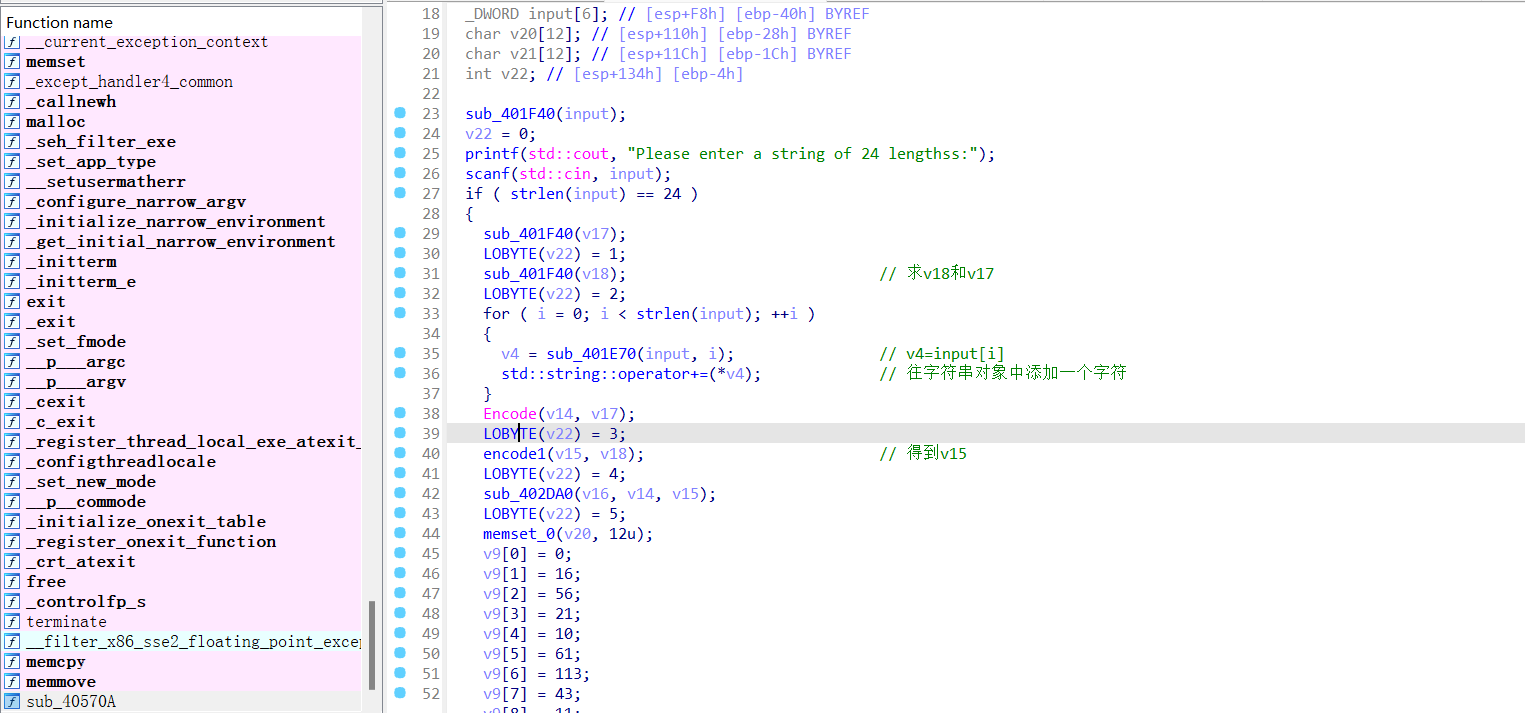 Function name
__current_exception_context
memset
_except_handler4_common
_callnewh
malloc
_seh_filter_exe
_set_app_type
__setusermatherr
_configure_narrow_argv
_initialize_narrow_environment
_get_initial_narrow_environment
_initterm
_initterm_e
exit
_exit
_set_fmode
__p___argc
__p___argv
_cexit
_c_exit
_register_thread_local_exe_atexit_
_configthreadlocale
_set_new_mode
__p__commode
_initialize_onexit_table
_register_onexit_function
_crt_atexit
free
_controlfp_s
terminate
__filter_x86_sse2_floating_point_excep
memcpy
memmove
sub_40570A
18 _DWORD input[6]; // [esp+F8h] [ebp-40h] BYREF
19 char v20[12]; // [esp+110h] [ebp-28h] BYREF
20 char v21[12]; // [esp+11Ch] [ebp-1Ch] BYREF
21 int v22; // [esp+134h] [ebp-4h]
22
23 sub_401F40(input);
24 v22 = 0;
25 printf(std::cout, "Please enter a string of 24 lengthss:");
26 scanf(std::cin, input);
27 if ( strlen(input) == 24 )
28 {
29 sub_401F40(v17);
30 LOBYTE(v22) = 1;
31 sub_401F40(v18); // 求v18和v17
32 LOBYTE(v22) = 2;
33 for ( i = 0; i < strlen(input); ++i )
34 {
35 v4 = sub_401E70(input, i); // v4=input[i]
36 std::string::operator+=(*v4); // 往字符串对象中添加一个字符
37 }
38 Encode(v14, v17);
39 LOBYTE(v22) = 3;
40 encode1(v15, v18); // 得到v15
41 LOBYTE(v22) = 4;
42 sub_402DA0(v16, v14, v15);
43 LOBYTE(v22) = 5;
44 memset_0(v20, 12u);
45 v9[0] = 0;
46 v9[1] = 16;
47 v9[2] = 56;
48 v9[3] = 21;
49 v9[4] = 10;
50 v9[5] = 61;
51 v9[6] = 113;
52 v9[7] = 43;
v9[8] = 11;